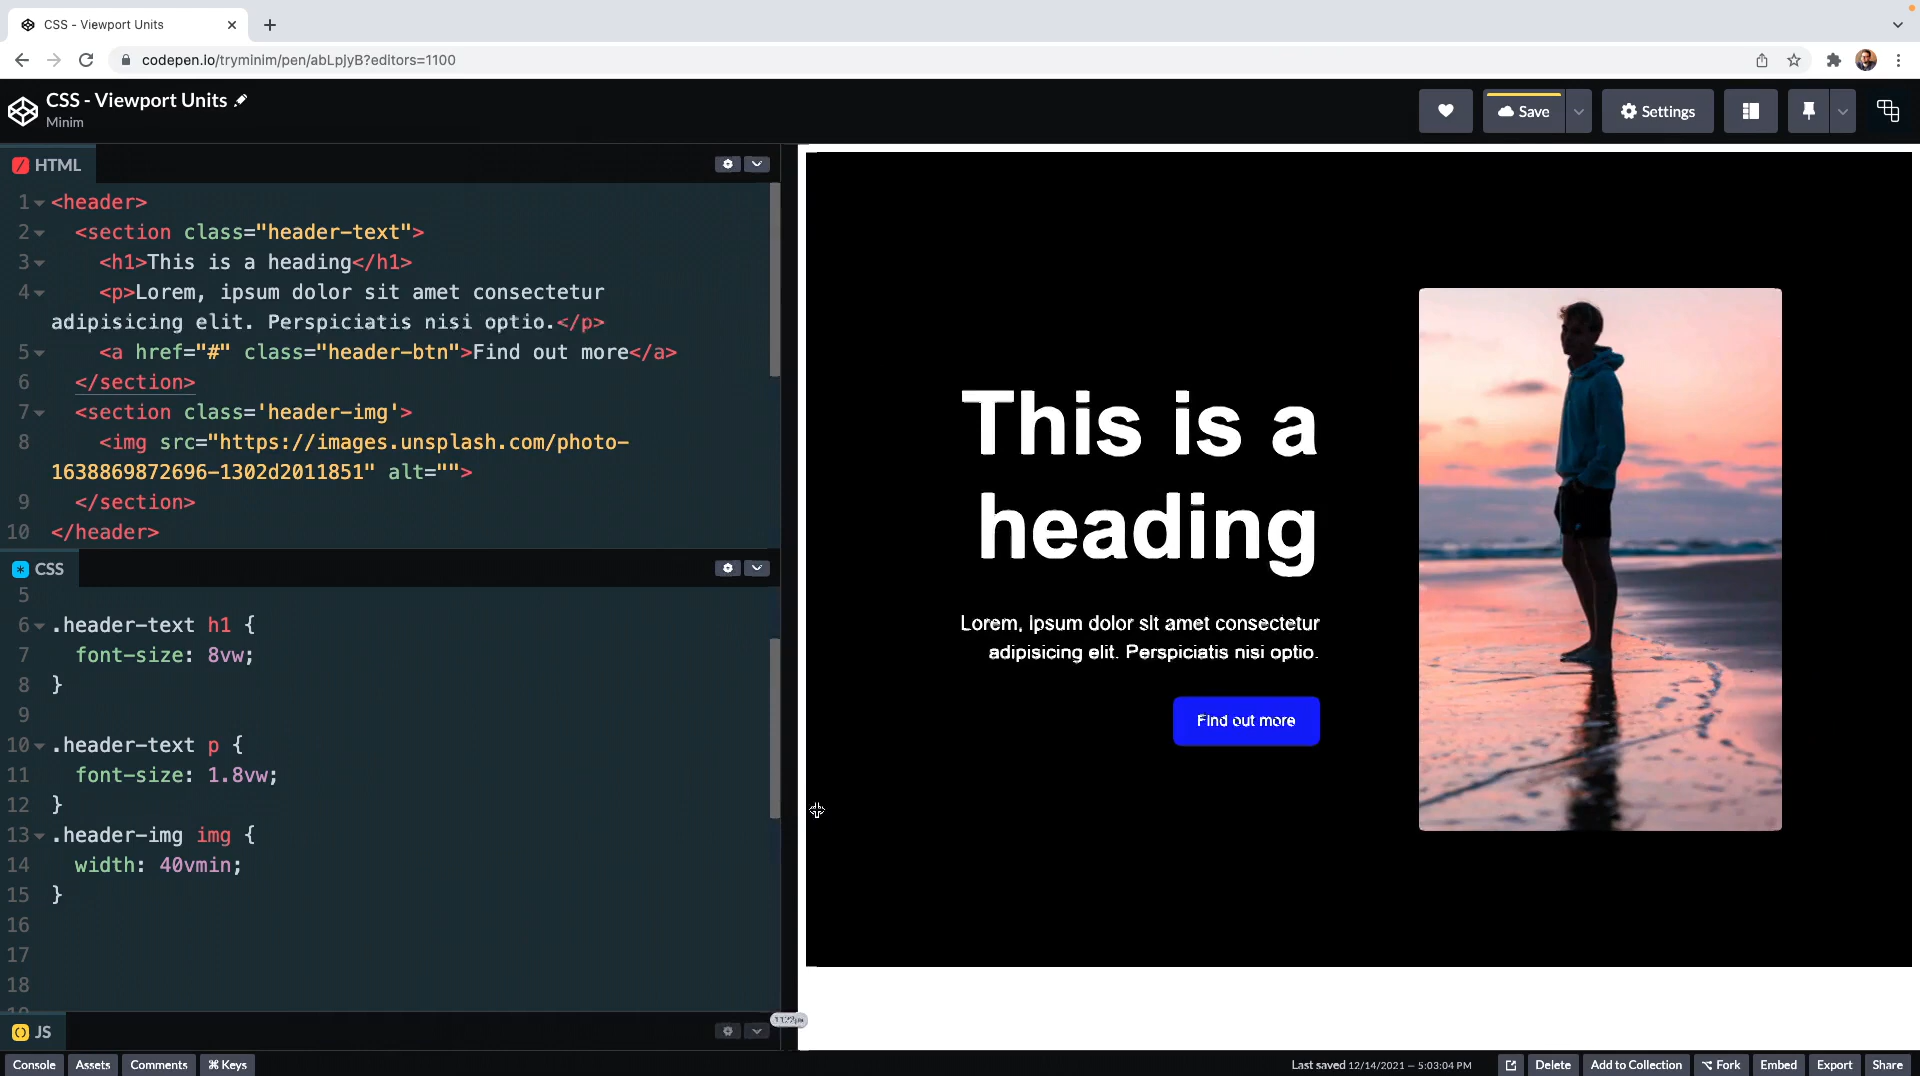 CSS - Viewport Units
codepen.io/tryminim/pen/abLpJyB?editors=1100
CSS - Viewport Units
Minim
Save
Settings
HTML
1 <header>
2 <section class="header-text">
3 <h1>This is a heading</h1>
4 <p>Lorem, ipsum dolor sit amet consectetur
adipisicing elit. Perspiciatis nisi optio.</p>
5 <a href="#" class="header-btn">Find out more</a>
6 </section>
7 <section class='header-img'>
8 <img src="https://images.unsplash.com/photo-
1638869872696-1302d2011851" alt="">
9 </section>
10 </header>
CSS
5
6 .header-text h1 {
7 font-size: 8vw;
8 }
9
10 .header-text p {
11 font-size: 1.8vw;
12 }
13 .header-img img {
14 width: 40vmin;
15 }
16
17
18
JS
This is a
heading
Lorem, ipsum dolor sit amet consectetur
adipisicing elit. Perspiciatis nisi optio.
Find out more
Console
Assets
Comments
⌘ Keys
Last saved 12/14/2021 — 5:03:04 PM
Delete
Add to Collection
⌥ Fork
Embed
Export
Share